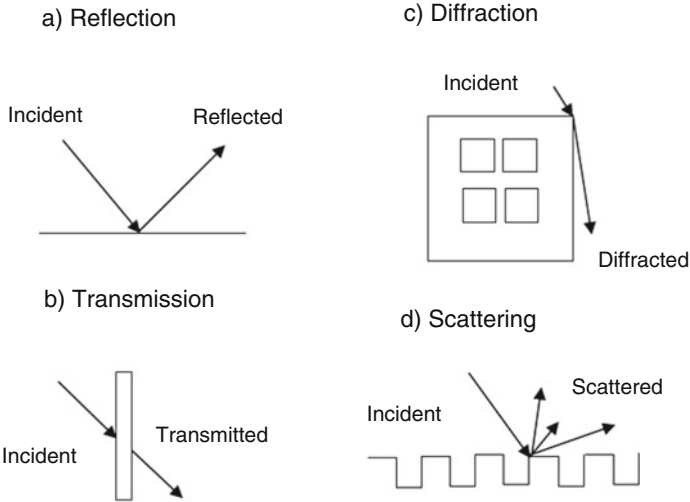 a) Reflection
Incident
Reflected
b) Transmission
Incident
Transmitted
c) Diffraction
Incident
Diffracted
d) Scattering
Incident
Scattered